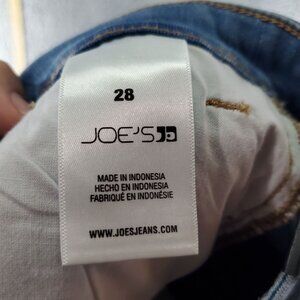 28
JOE'S
MADE IN INDONESIA
HECHO EN INDONESIA
FABRIQUÉ EN INDONÉSIE
WWW.JOESJEANS.COM